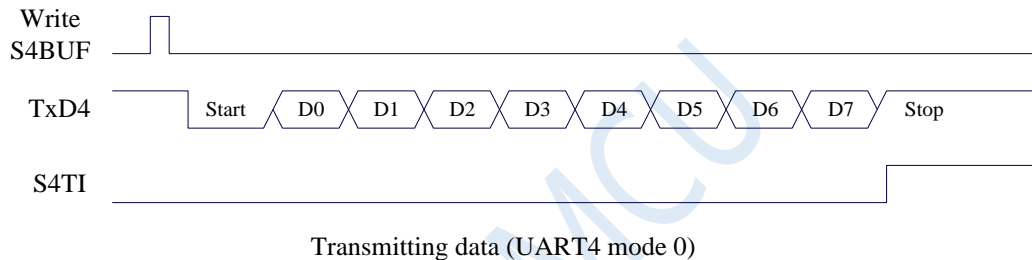 Write
S4BUF
TxD4 Start D0 D1 D2 D3 D4 D5 D6 D7 Stop
S4TI
MCU
Transmitting data (UART4 mode 0)